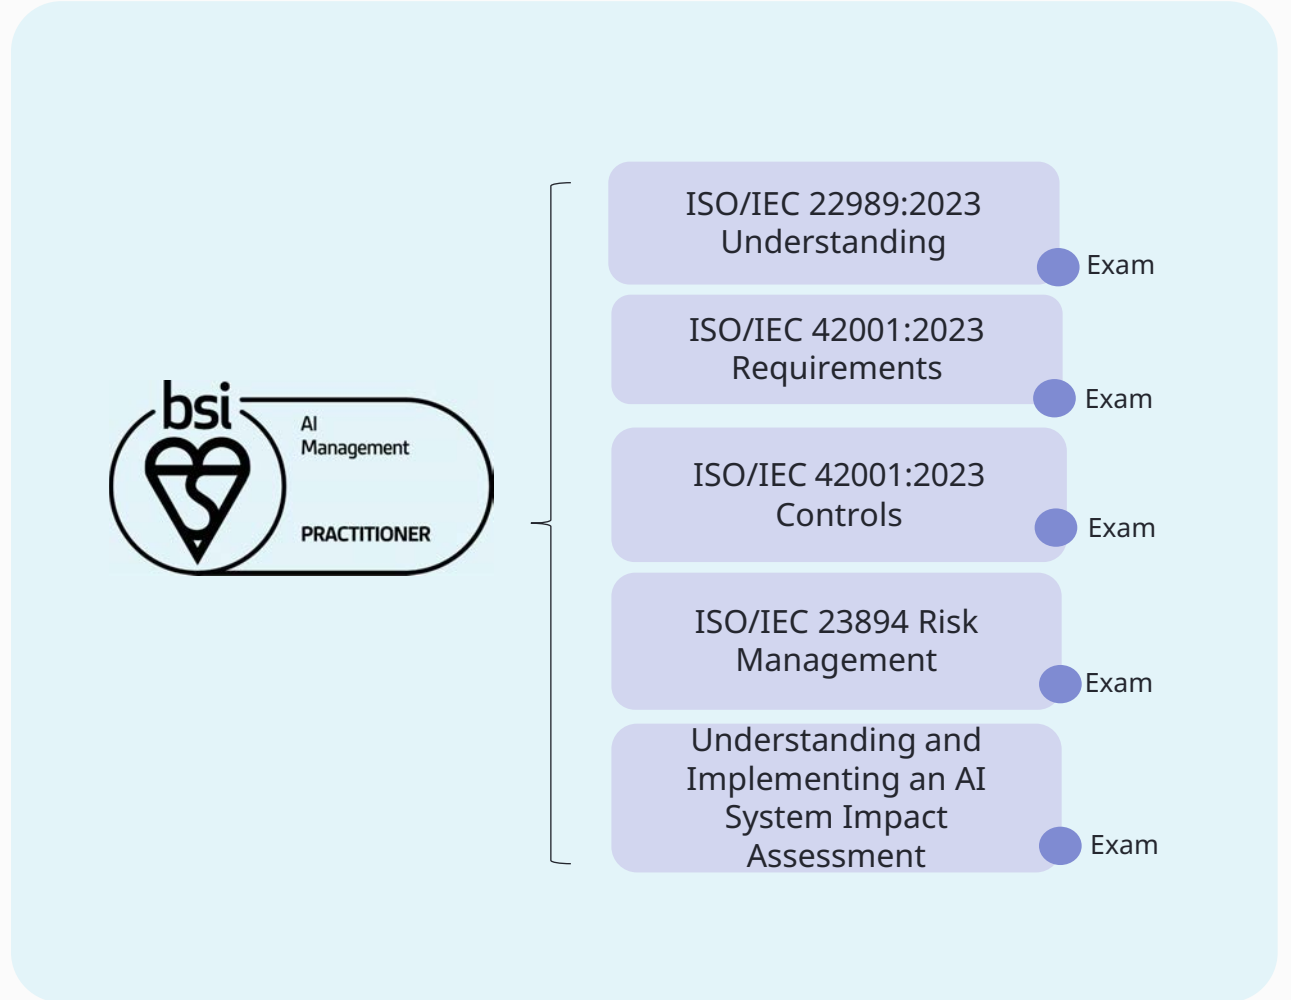 ISO/IEC 22989:2023
Understanding
Exam
ISO/IEC 42001:2023
Requirements
Exam
bsi
AI
Management
PRACTITIONER
ISO/IEC 42001:2023
Controls
Exam
ISO/IEC 23894 Risk
Management
Exam
Understanding and
Implementing an AI
System Impact
Assessment
Exam